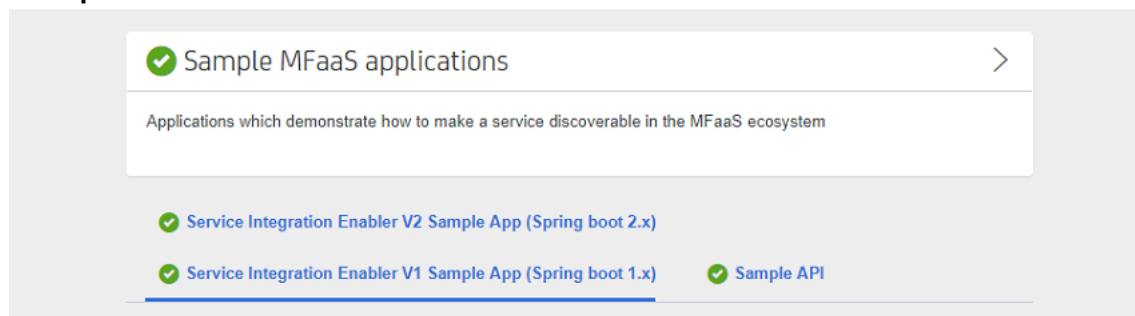 Sample MFaaS applications
Applications which demonstrate how to make a service discoverable in the MFaaS ecosystem
Service Integration Enabler V2 Sample App (Spring boot 2.x)
Service Integration Enabler V1 Sample App (Spring boot 1.x) Sample API